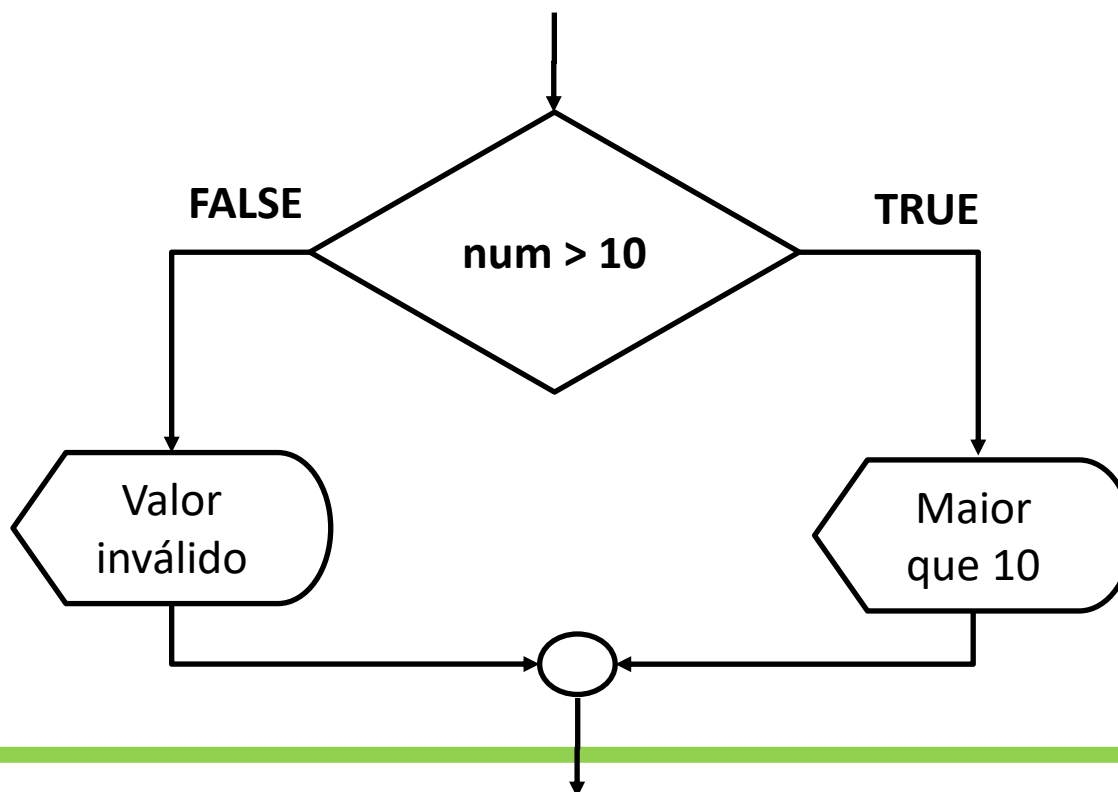 FALSE
TRUE
num > 10
Valor
inválido
Maior
que 10